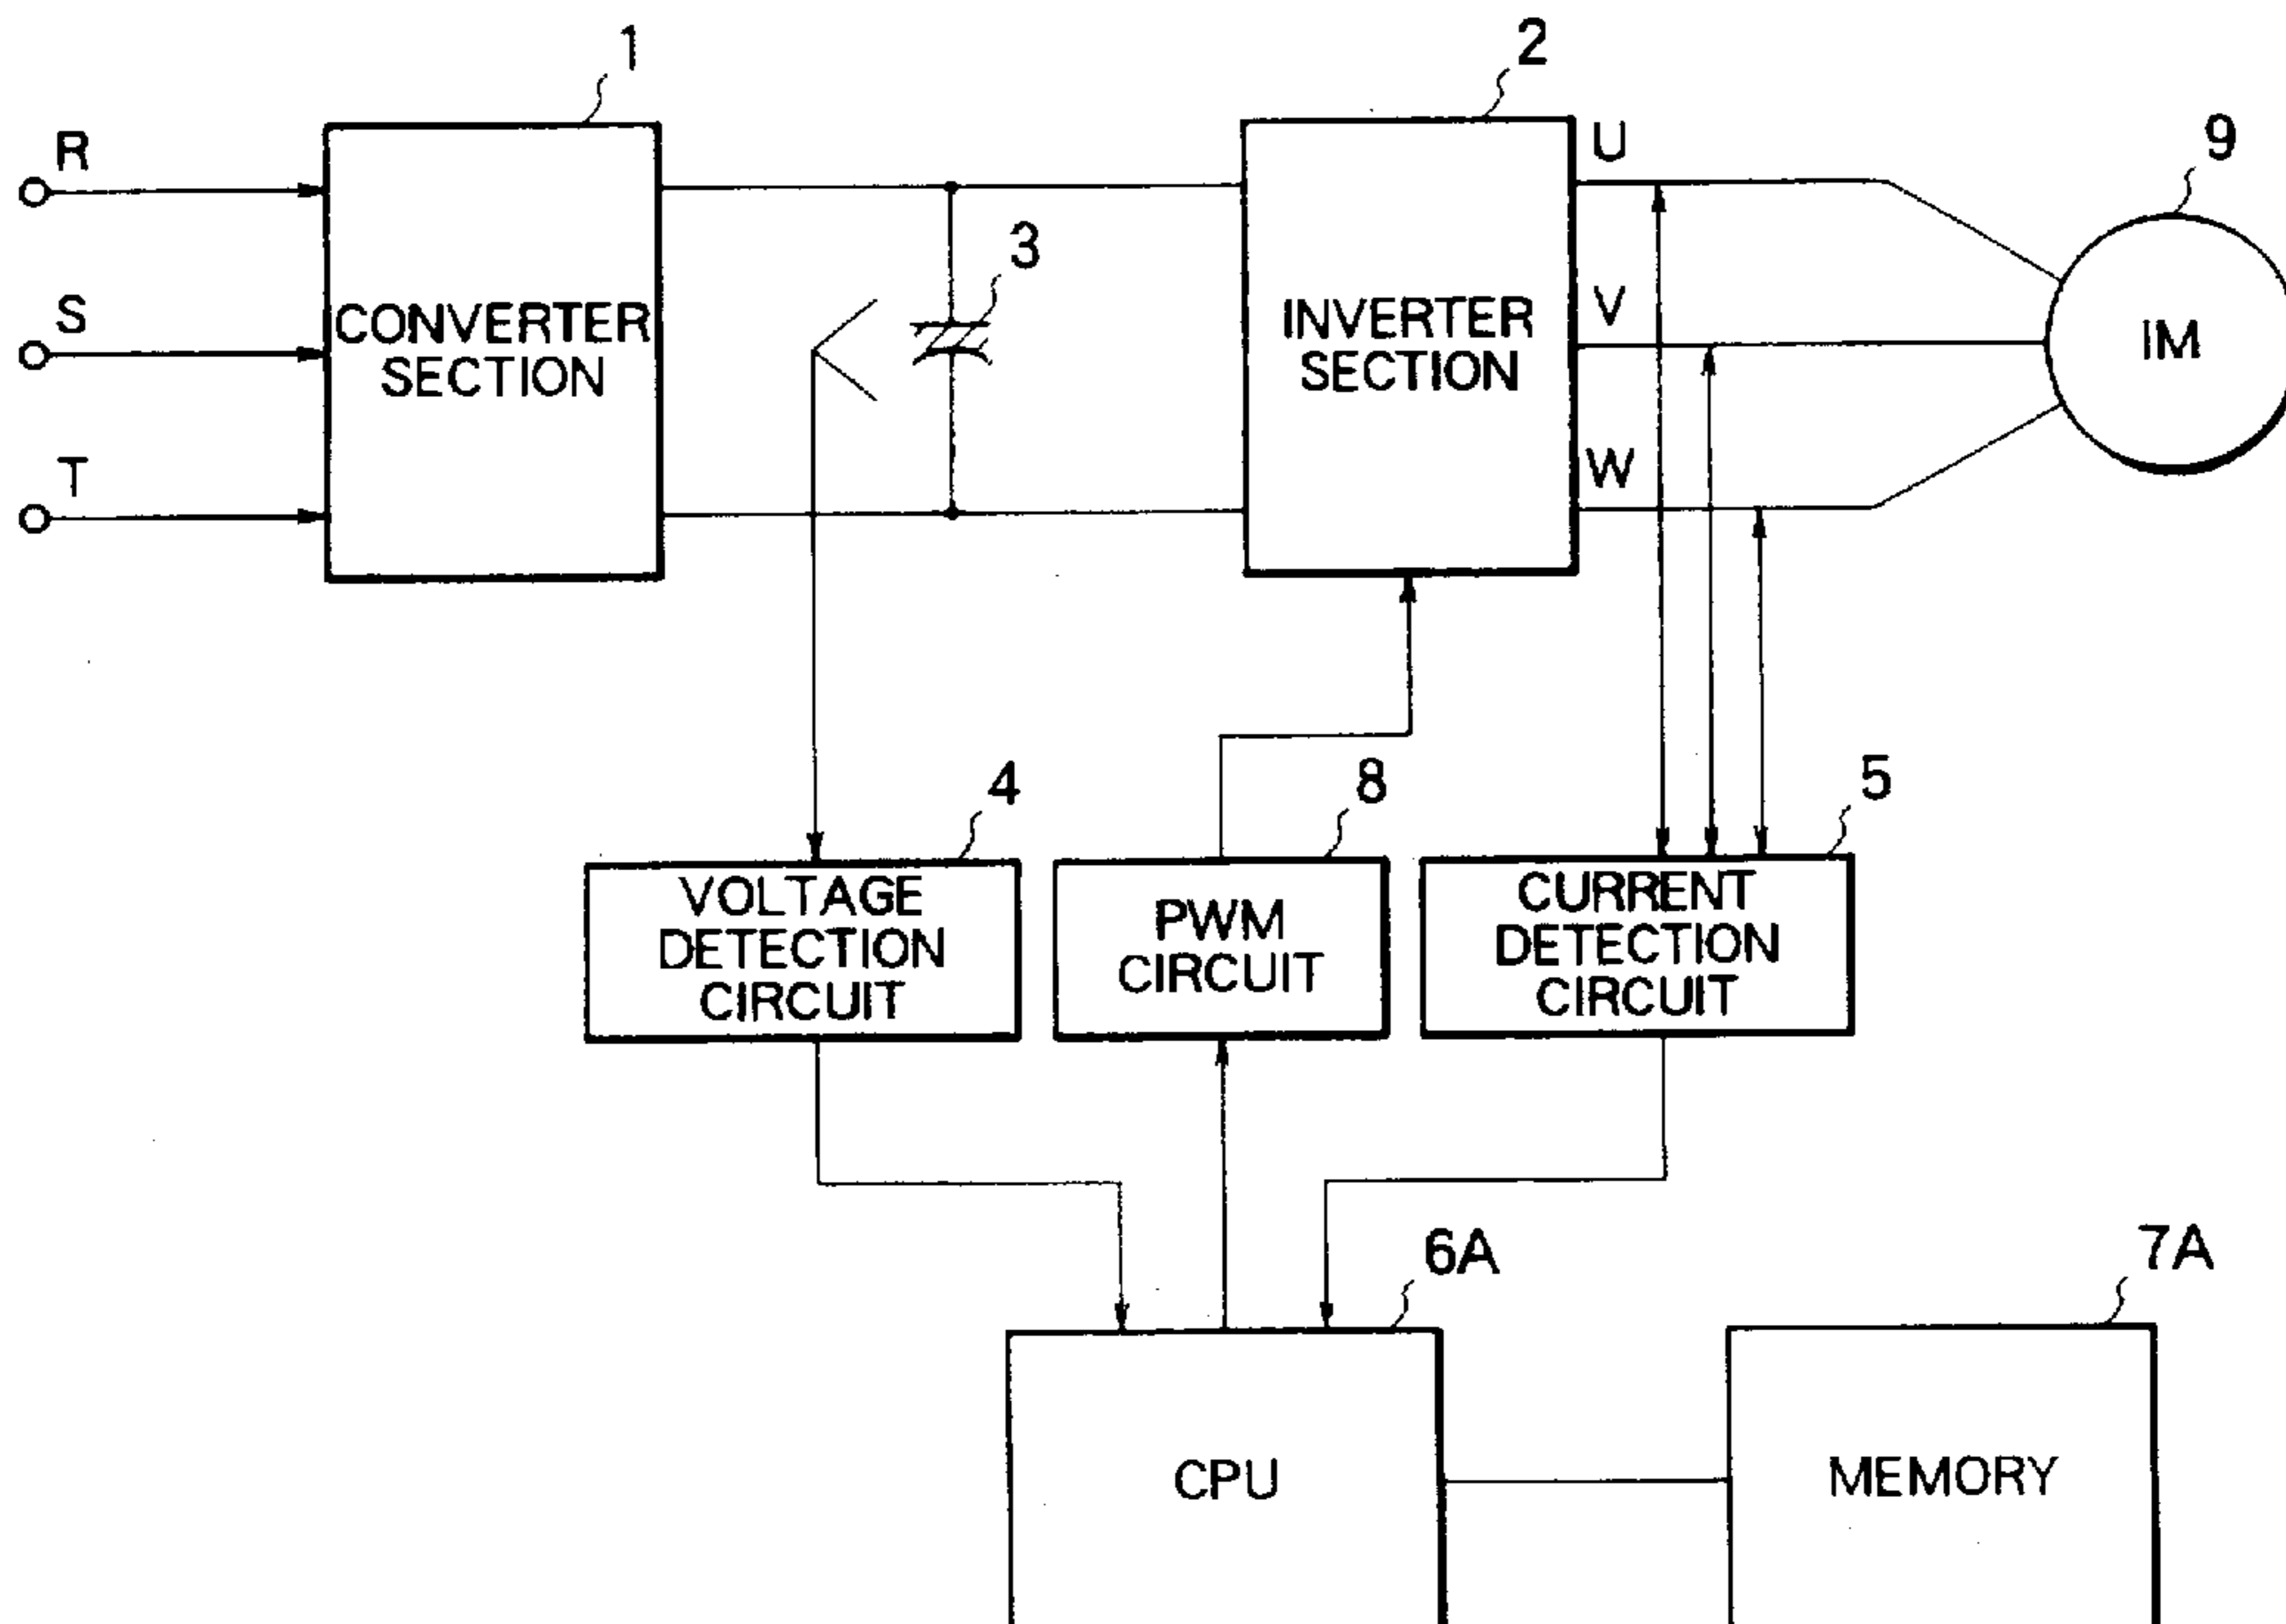 1
2
R
U
9
3
S
CONVERTER
SECTION
INVERTER
SECTION
V
IM
T
W
4
8
5
VOLTAGE
DETECTION
CIRCUIT
PWM
CIRCUIT
CURRENT
DETECTION
CIRCUIT
6A
7A
CPU
MEMORY